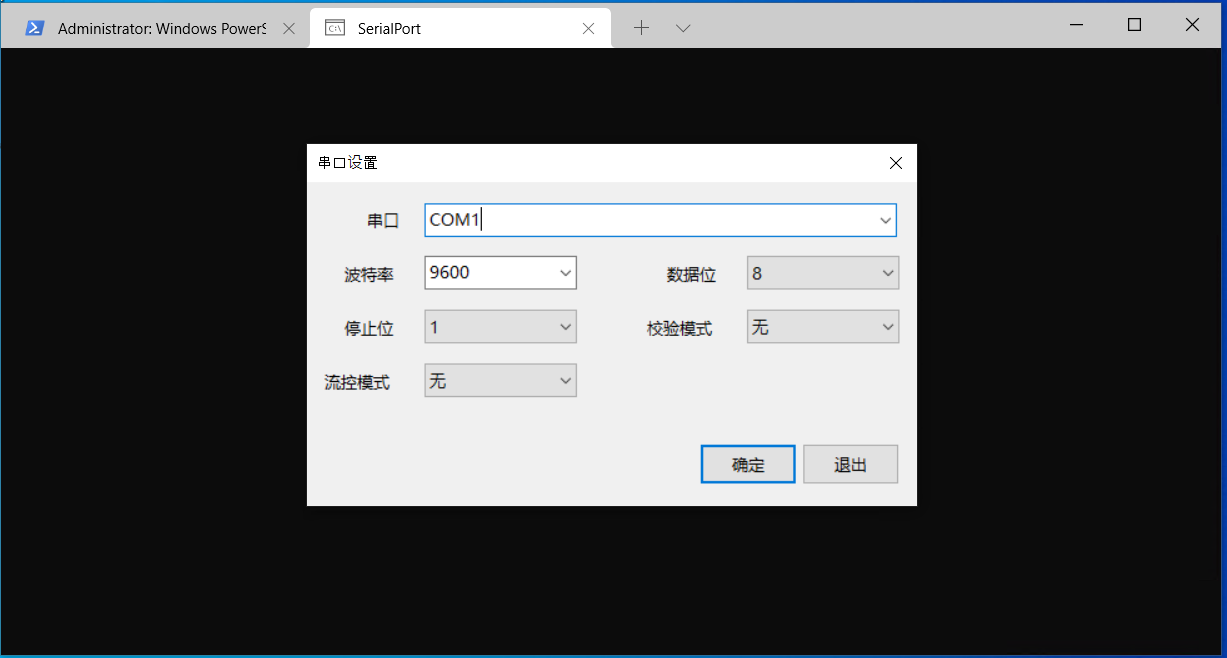 Administrator: Windows PowerS
SerialPort
串口设置
串口 COM1
波特率 9600 数据位 8
停止位 1 校验模式 无
流控模式 无
确定 退出